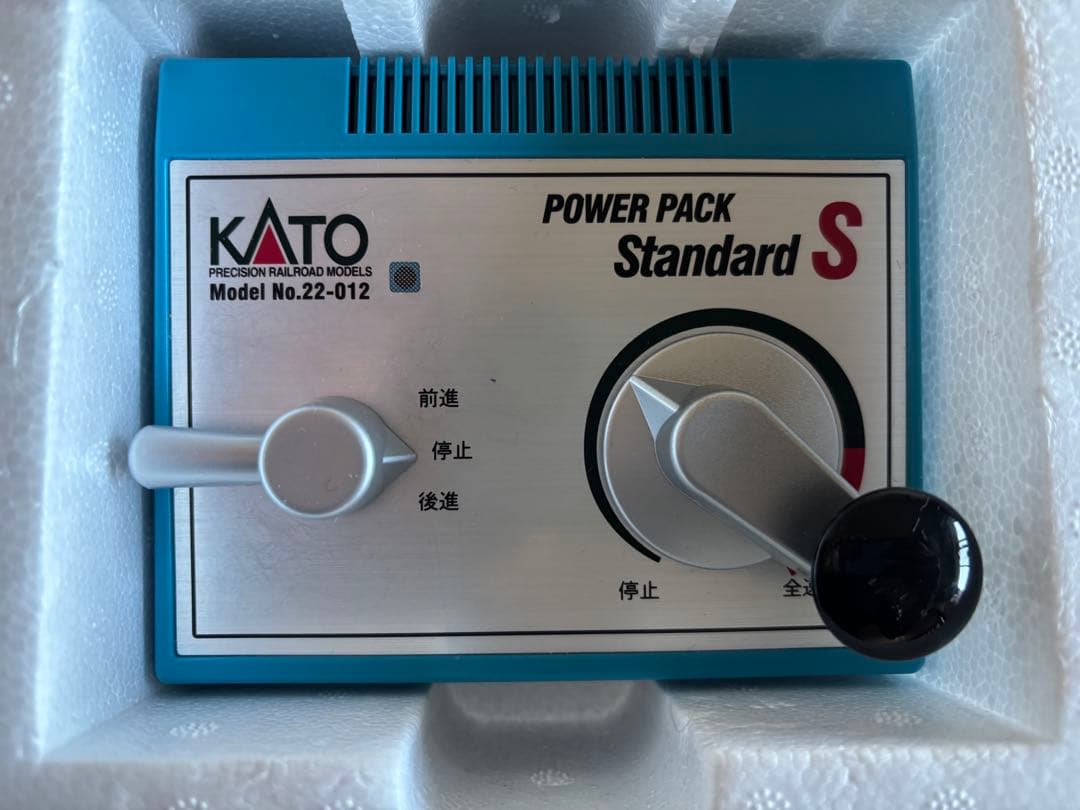 KATO
PRECISION RAILROAD MODELS
Model No.22-012
POWER PACK
Standard S
前進
停止
後進
停止
全